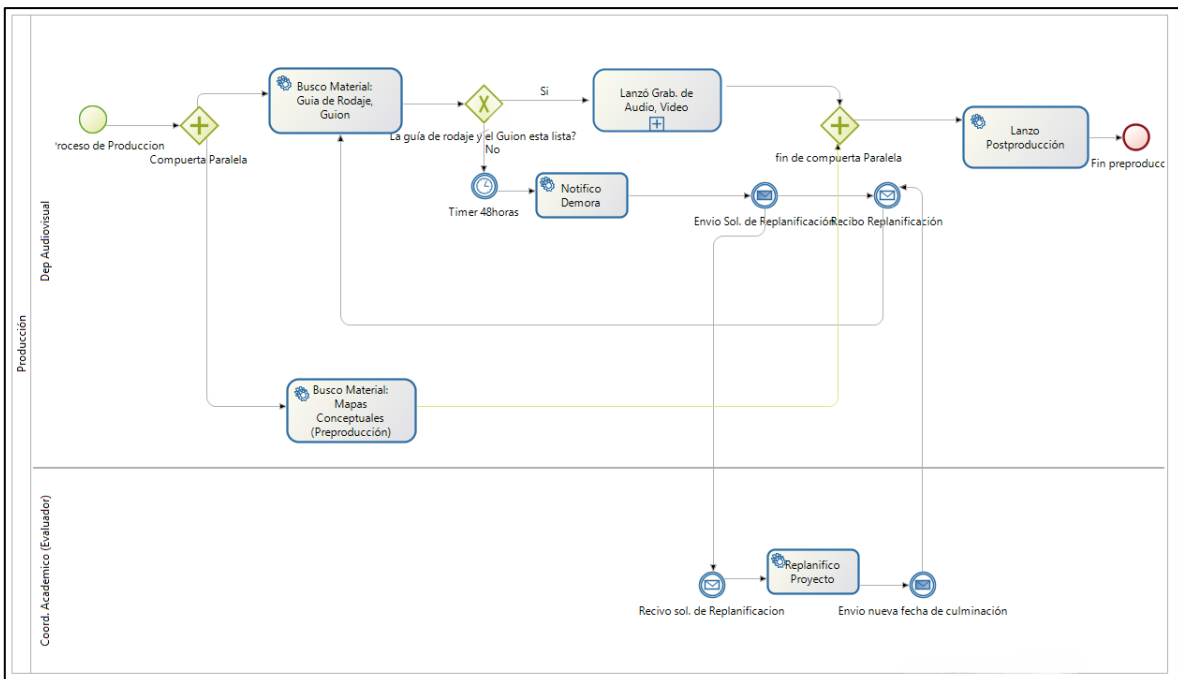 Producción
Dep Audiovisual
Coord. Academico (Evaluador)
'roceso de Produccion
Compuerta Paralela
Busco Material:
Guia de Rodaje,
Guion
La guía de rodaje y el Guion esta lista?
Si
No
Lanzó Grab. de
Audio, Video
fin de compuerta Paralela
Lanzo
Postproducción
Fin preproducc
Timer 48horas
Notifico
Demora
Envio Sol. de Replanificación
Recibo Replanificación
Busco Material:
Mapas
Conceptuales
(Preproducción)
Recivo sol. de Replanificacion
Replanifico
Proyecto
Envio nueva fecha de culminación